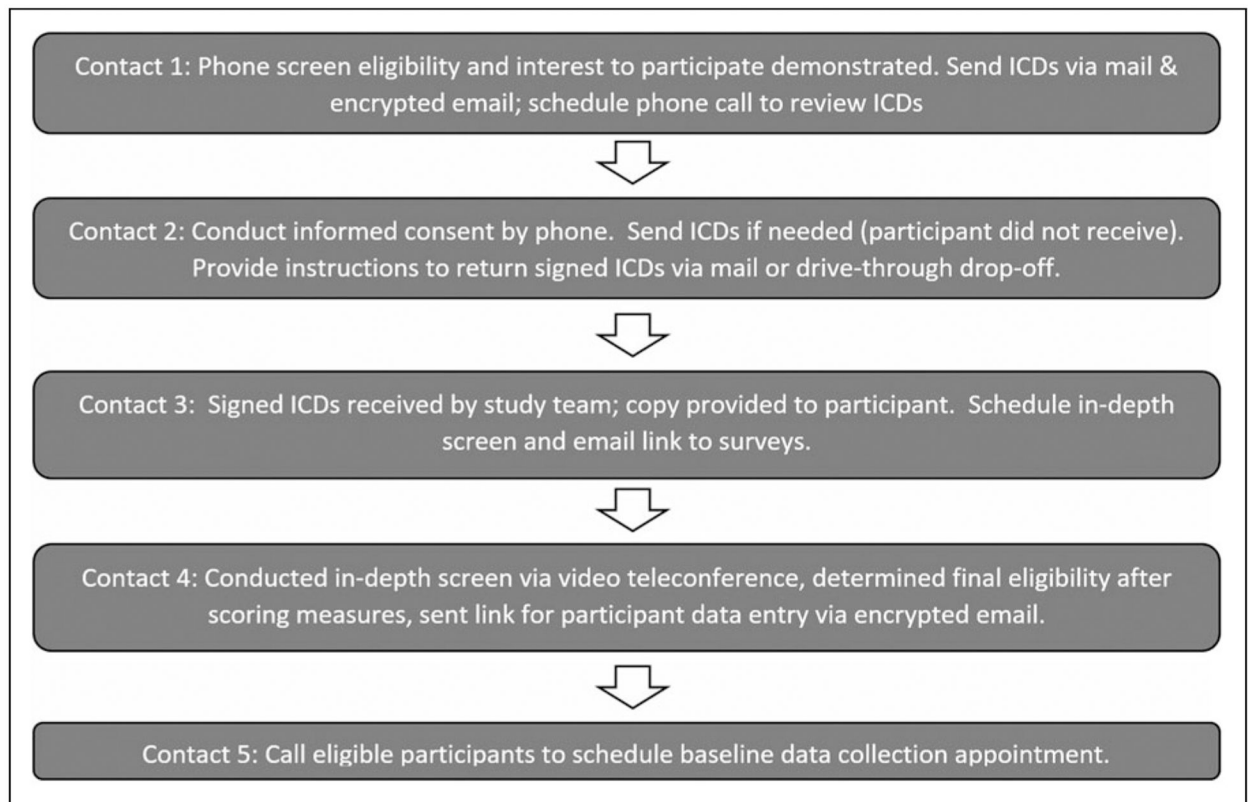 Contact 1: Phone screen eligibility and interest to participate demonstrated. Send ICDs via mail &
encrypted email; schedule phone call to review ICDs
Contact 2: Conduct informed consent by phone.  Send ICDs if needed (participant did not receive).
Provide instructions to return signed ICDs via mail or drive-through drop-off.
Contact 3:  Signed ICDs received by study team; copy provided to participant.  Schedule in-depth
screen and email link to surveys.
Contact 4: Conducted in-depth screen via video teleconference, determined final eligibility after
scoring measures, sent link for participant data entry via encrypted email.
Contact 5: Call eligible participants to schedule baseline data collection appointment.